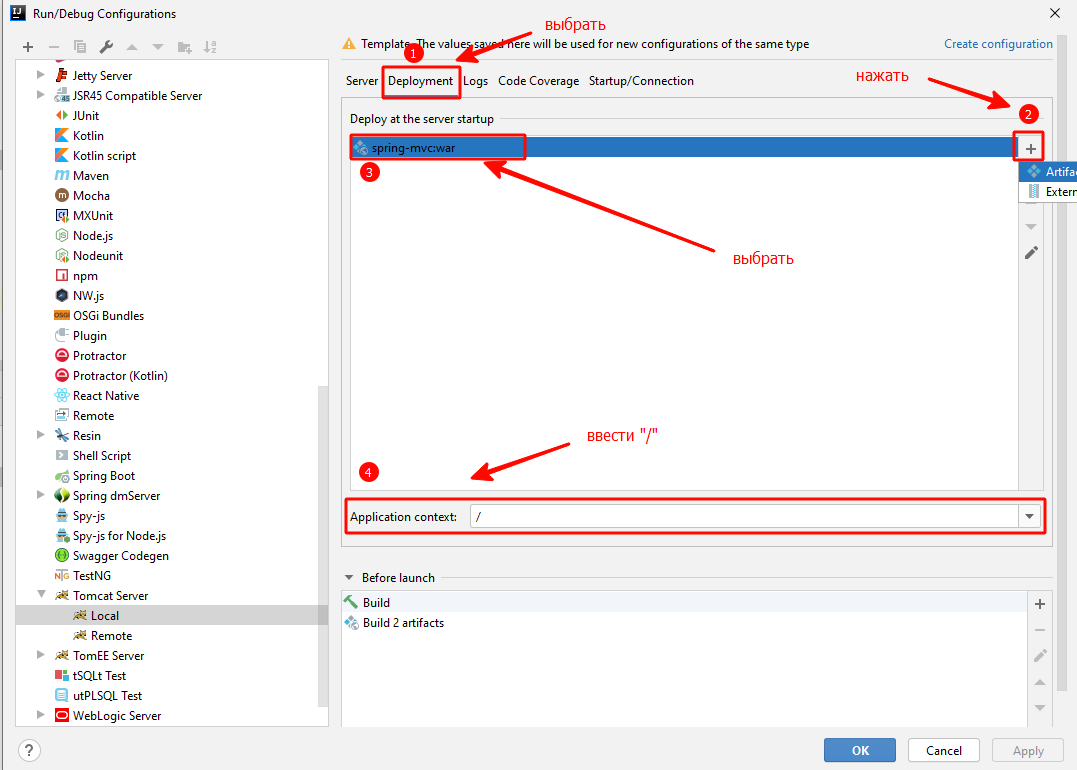 Run/Debug Configurations
выбрать
Template. The values saved here will be used for new configurations of the same type
Create configuration
1
Server
Deployment
Logs
Code Coverage
Startup/Connection
нажать
2
Deploy at the server startup
spring-mvc:war
3
Artifa
Extern
выбрать
ввести "/"
4
Application context:
/
Before launch
Build
Build 2 artifacts
Jetty Server
JSR45 Compatible Server
JUnit
Kotlin
Kotlin script
Maven
Mocha
MXUnit
Node.js
Nodeunit
npm
NW.js
OSGi Bundles
Plugin
Protractor
Protractor (Kotlin)
React Native
Remote
Resin
Shell Script
Spring Boot
Spring dmServer
Spy-js
Spy-js for Node.js
Swagger Codegen
TestNG
Tomcat Server
Local
Remote
TomEE Server
tSQLt Test
utPLSQL Test
WebLogic Server
?
OK
Cancel
Apply